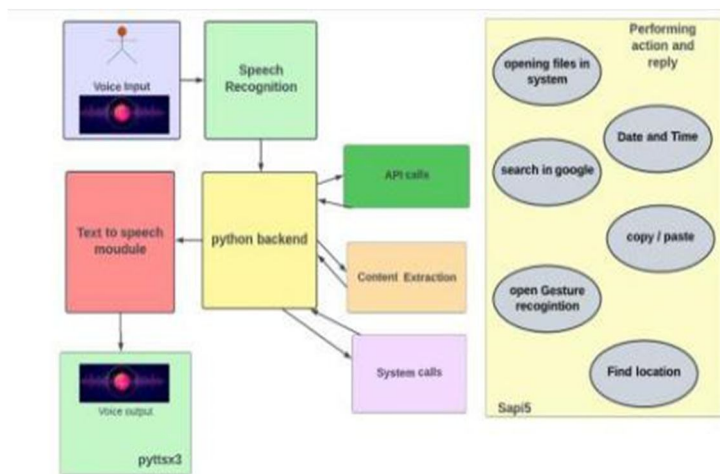 Voice Input
Speech
Recognition
Text to speech
moudule
python backend
API calls
Content Extraction
System calls
Voice output
pyttsx3
Performing
action and
reply
opening files in
system
Date and Time
search in google
copy / paste
open Gesture
recogintion
Find location
Sapi5